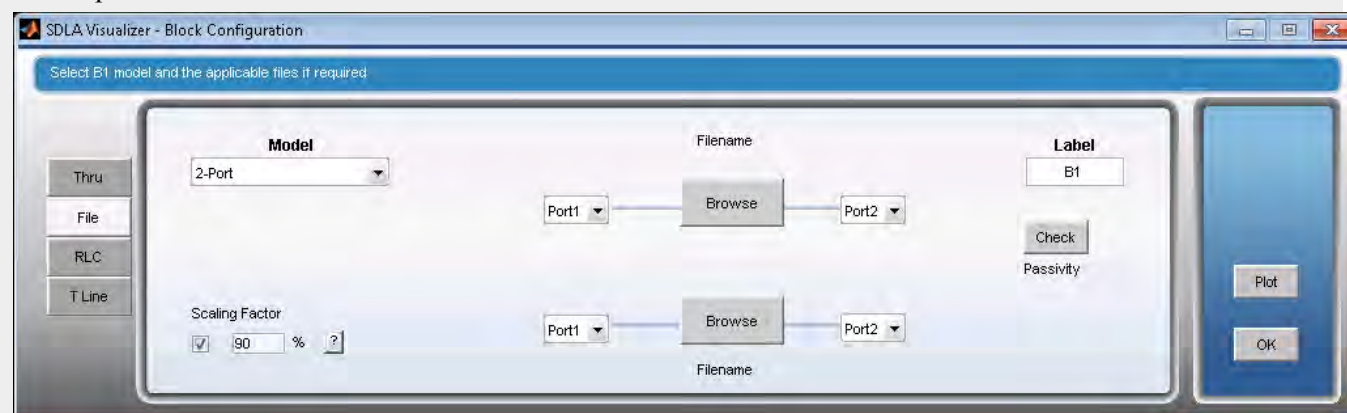 SDLA Visualizer - Block Configuration
Select B1 model and the applicable files if required
Thru
File
RLC
T Line
Model
2-Port
Scaling Factor
90 % ?
Filename
Port1 Browse Port2
Port1 Browse Port2
Filename
Label
B1
Check
Passivity
Plot
OK